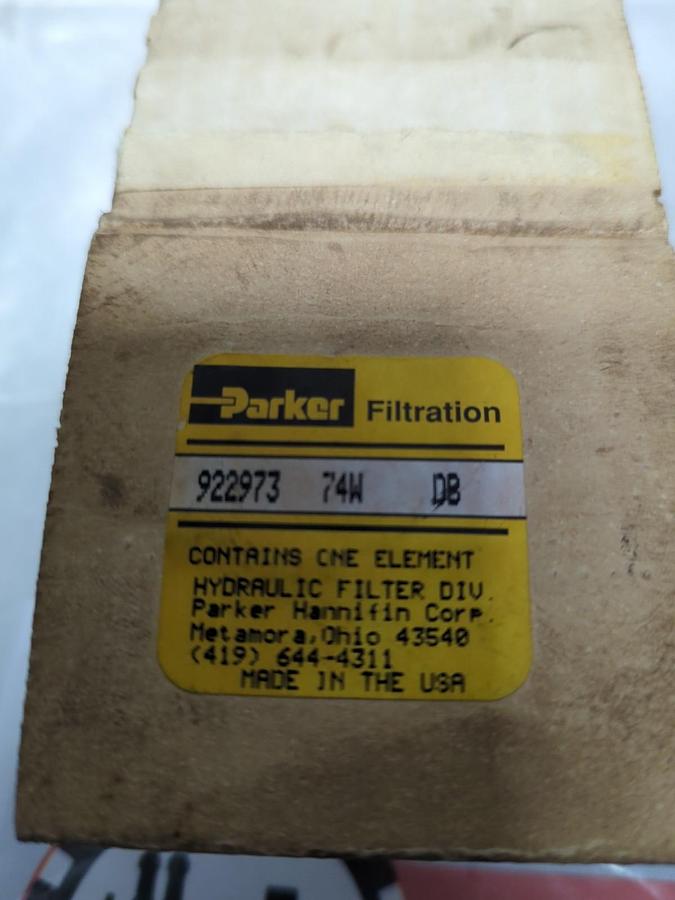 Parker Filtration
922973 74W DB
CONTAINS ONE ELEMENT
HYDRAULIC FILTER DIV.
Parker Hannifin Corp.
Metamora, Ohio 43540
(419) 644-4311
MADE IN THE USA